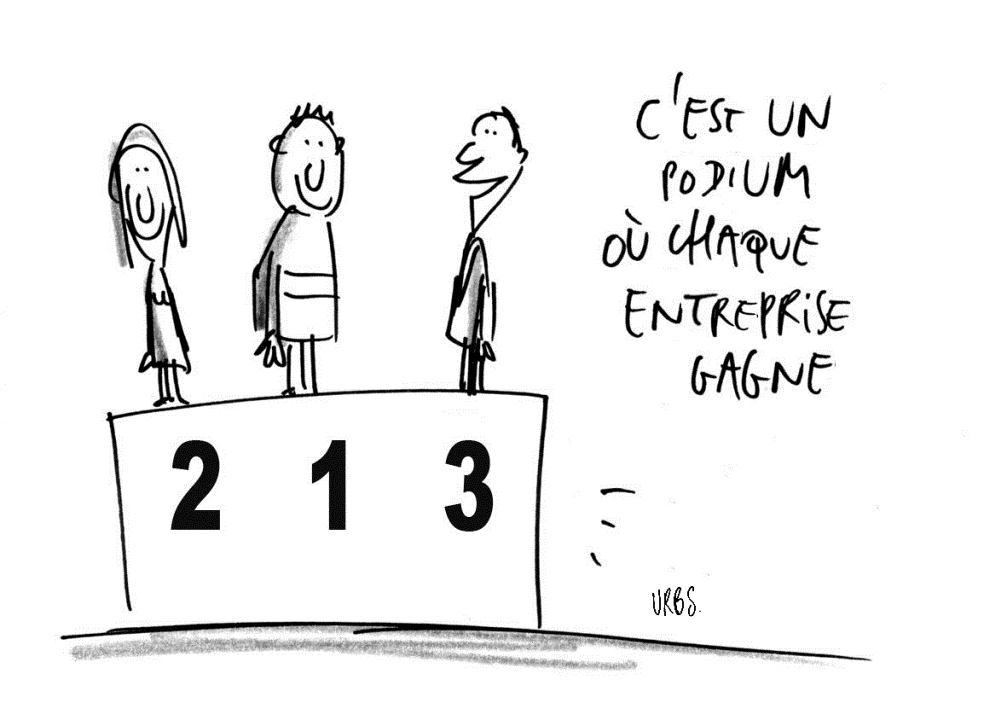 C'EST UN
PODIUM
OÙ CHAQUE
ENTREPRISE
GAGNE
2 1 3
URBS.